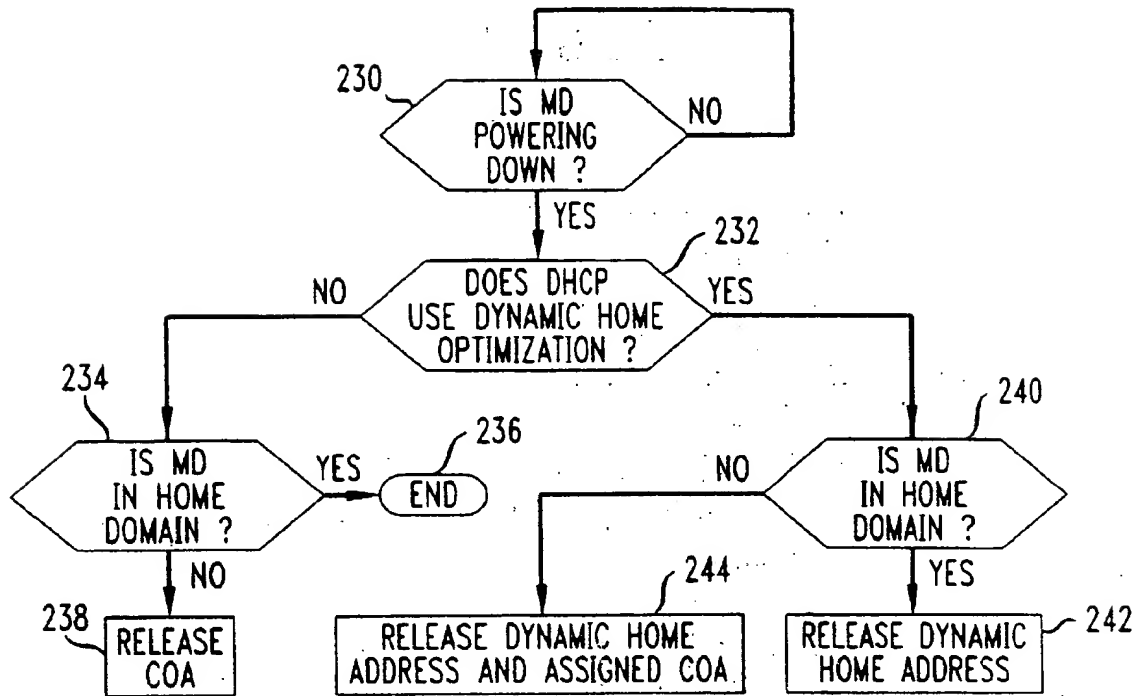 230
IS MD
POWERING
DOWN ?
NO
YES
232
DOES DHCP
USE DYNAMIC HOME
OPTIMIZATION ?
NO
YES
234
IS MD
IN HOME
DOMAIN ?
YES
236
END
NO
238
RELEASE
COA
240
IS MD
IN HOME
DOMAIN ?
NO
YES
244
RELEASE DYNAMIC HOME
ADDRESS AND ASSIGNED COA
RELEASE DYNAMIC
HOME ADDRESS
242